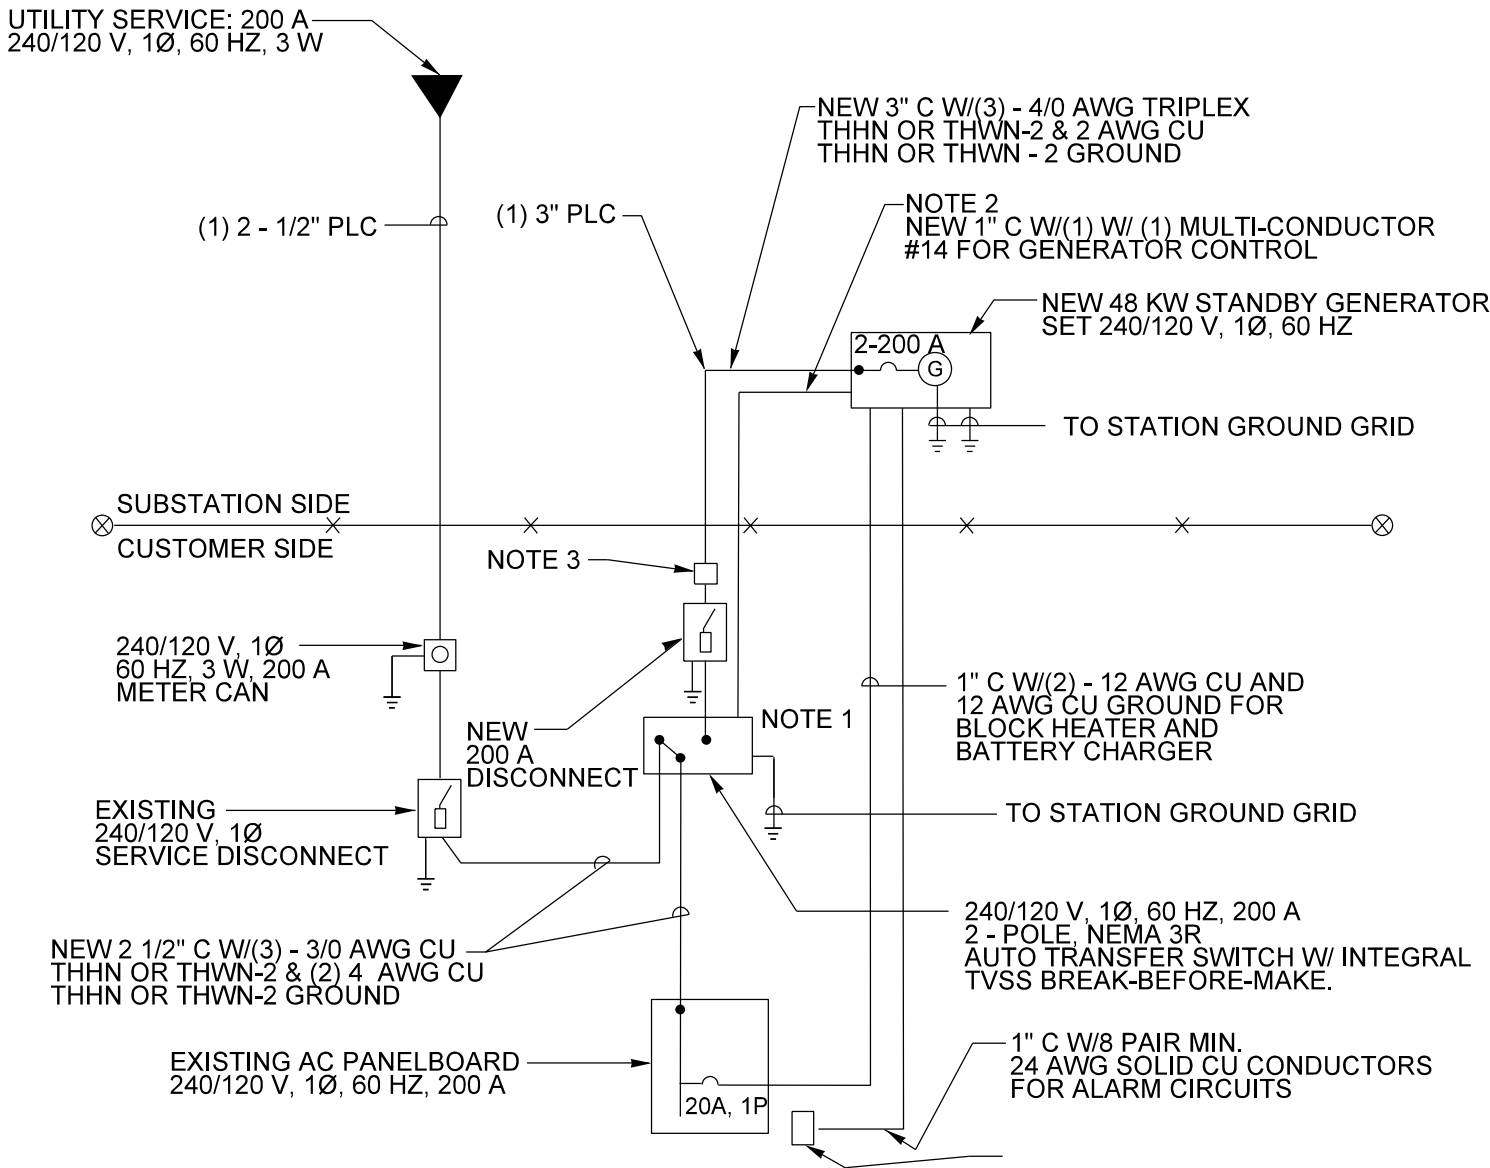 UTILITY SERVICE: 200 A
240/120 V, 1Ø, 60 HZ, 3 W
NEW 3" C W/(3) - 4/0 AWG TRIPLEX
THHN OR THWN-2 & 2 AWG CU
THHN OR THWN - 2 GROUND
(1) 2 - 1/2" PLC
(1) 3" PLC
NOTE 2
NEW 1" C W/(1) W/ (1) MULTI-CONDUCTOR
#14 FOR GENERATOR CONTROL
NEW 48 KW STANDBY GENERATOR
SET 240/120 V, 1Ø, 60 HZ
2-200 A
G
TO STATION GROUND GRID
SUBSTATION SIDE
CUSTOMER SIDE
NOTE 3
240/120 V, 1Ø
60 HZ, 3 W, 200 A
METER CAN
1" C W/(2) - 12 AWG CU AND
12 AWG CU GROUND FOR
BLOCK HEATER AND
BATTERY CHARGER
NOTE 1
NEW
200 A
DISCONNECT
EXISTING
240/120 V, 1Ø
SERVICE DISCONNECT
TO STATION GROUND GRID
240/120 V, 1Ø, 60 HZ, 200 A
2 - POLE, NEMA 3R
AUTO TRANSFER SWITCH W/ INTEGRAL
TVSS BREAK-BEFORE-MAKE.
NEW 2 1/2" C W/(3) - 3/0 AWG CU
THHN OR THWN-2 & (2) 4 AWG CU
THHN OR THWN-2 GROUND
EXISTING AC PANELBOARD
240/120 V, 1Ø, 60 HZ, 200 A
20A, 1P
1" C W/8 PAIR MIN.
24 AWG SOLID CU CONDUCTORS
FOR ALARM CIRCUITS